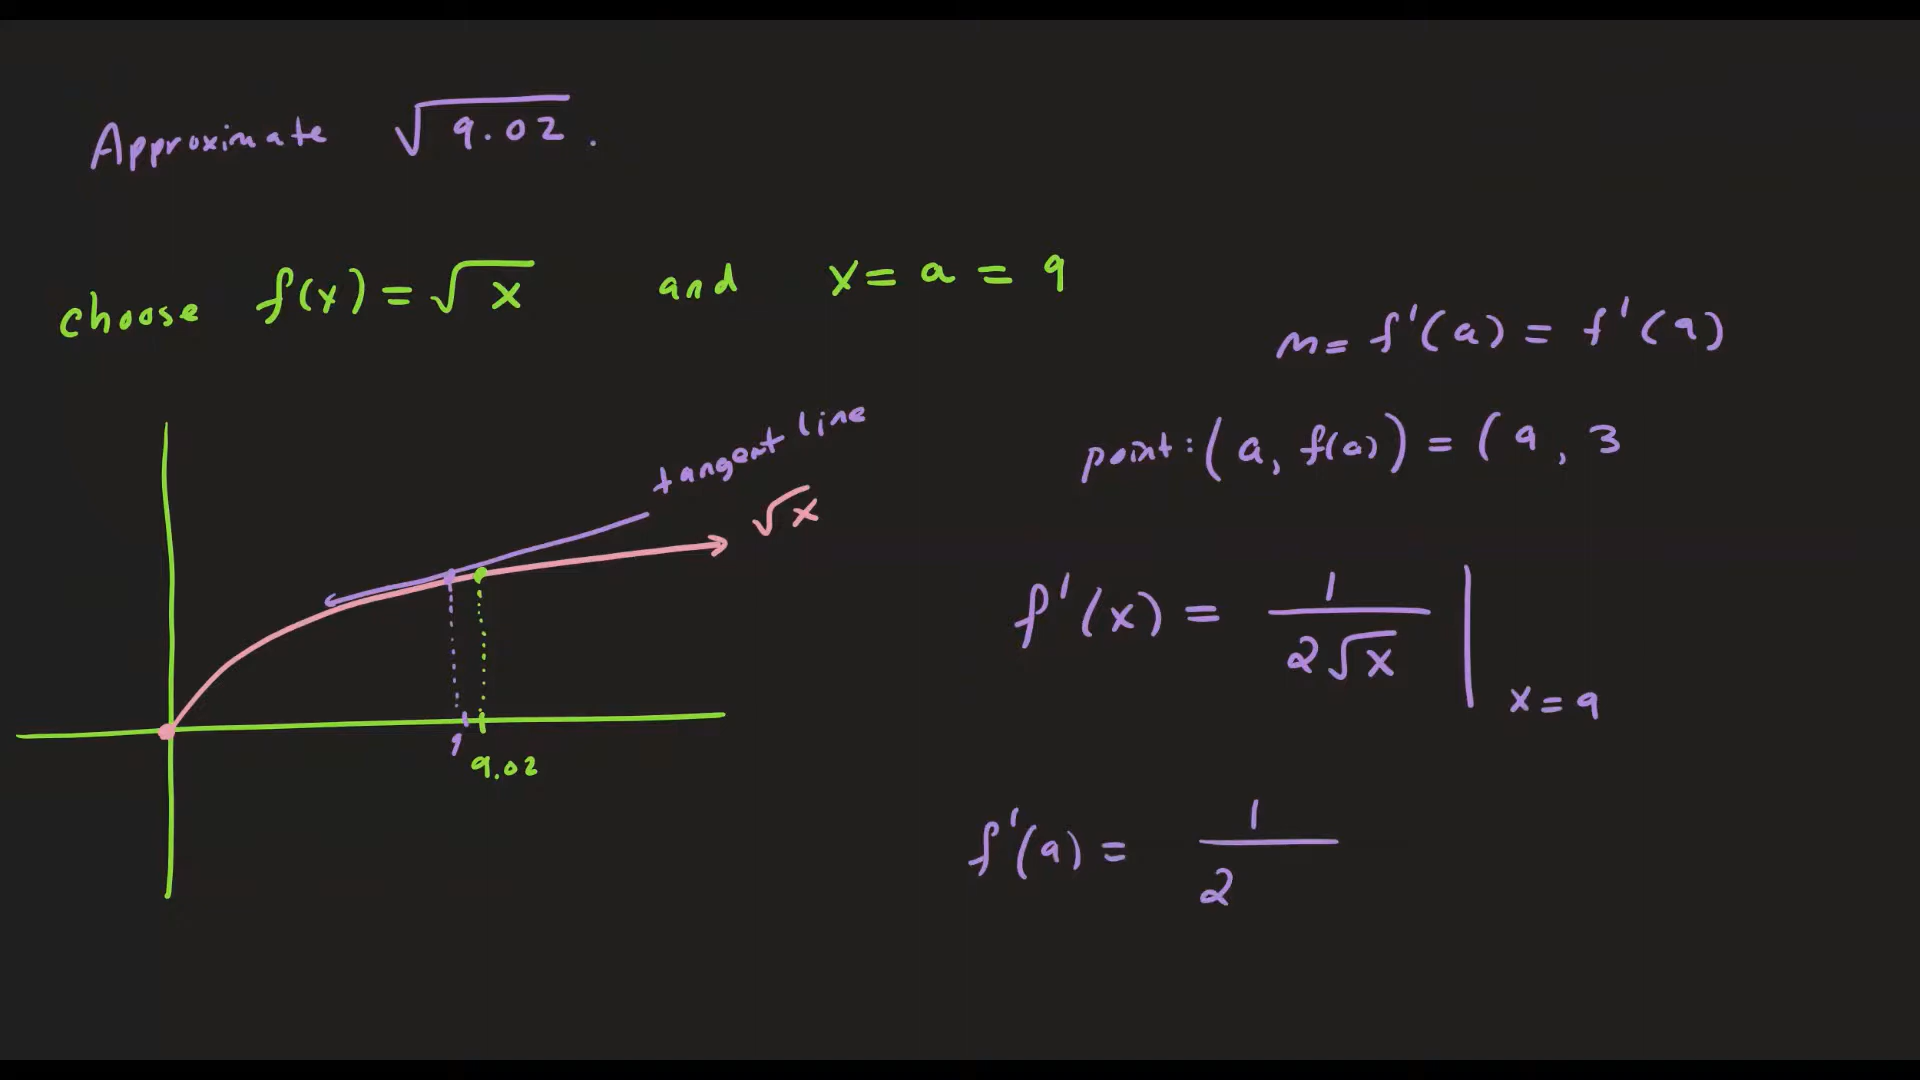 Approximate √9.02.
choose f(x) = √x and x = a = 9
m = f'(a) = f'(9)
point: (a, f(a)) = (9, 3
tangent line
√x
f'(x) = 1/(2√x) | x = 9
9
9.02
f'(9) = 1/2